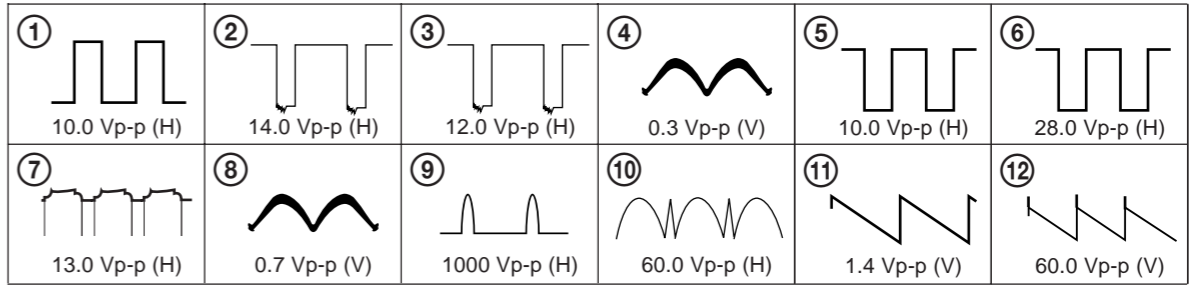 ① ② ③ ④ ⑤ ⑥
10.0 Vp-p (H) 14.0 Vp-p (H) 12.0 Vp-p (H) 0.3 Vp-p (V) 10.0 Vp-p (H) 28.0 Vp-p (H)
⑦ ⑧ ⑨ ⑩ ⑪ ⑫
13.0 Vp-p (H) 0.7 Vp-p (V) 1000 Vp-p (H) 60.0 Vp-p (H) 1.4 Vp-p (V) 60.0 Vp-p (V)